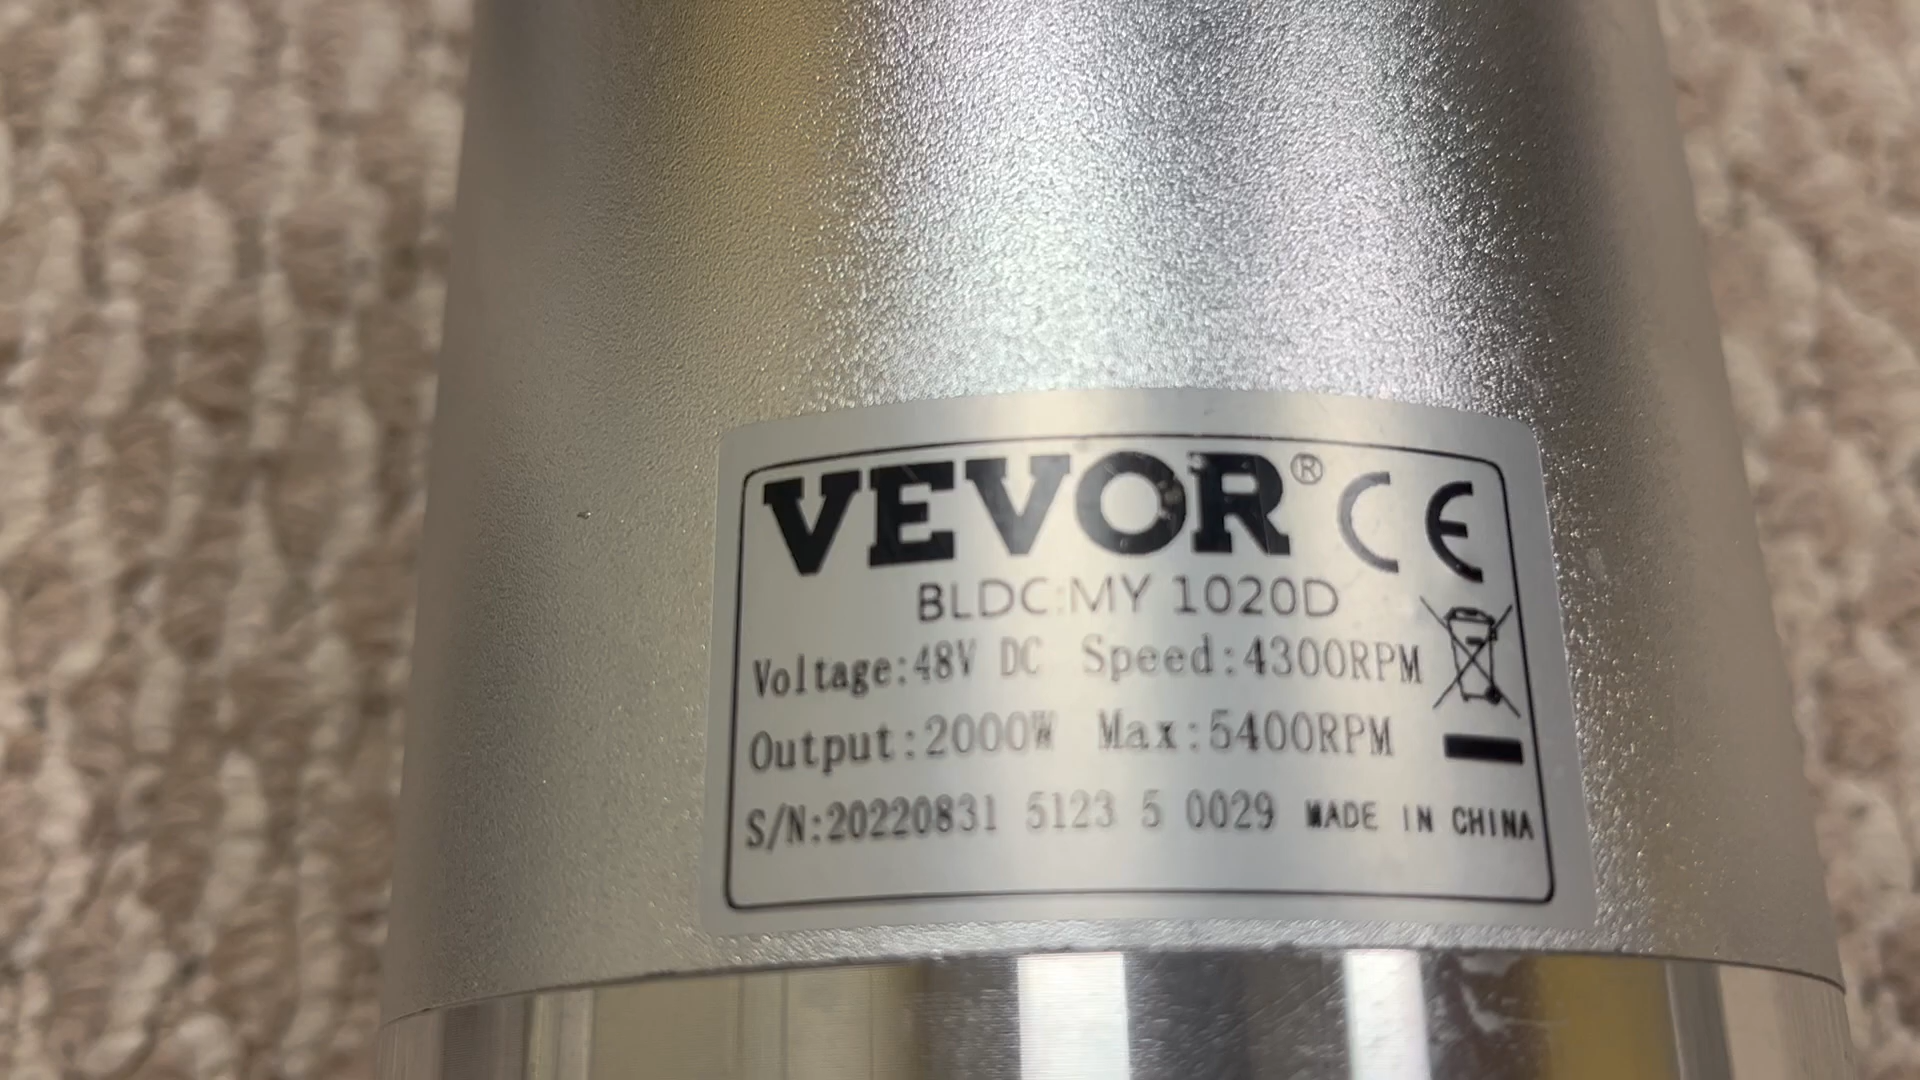 VEVOR® CE
BLDC:MY 1020D
Voltage:48V DC Speed:4300RPM
Output:2000W Max:5400RPM
S/N:20220831 5123 5 0029 MADE IN CHINA